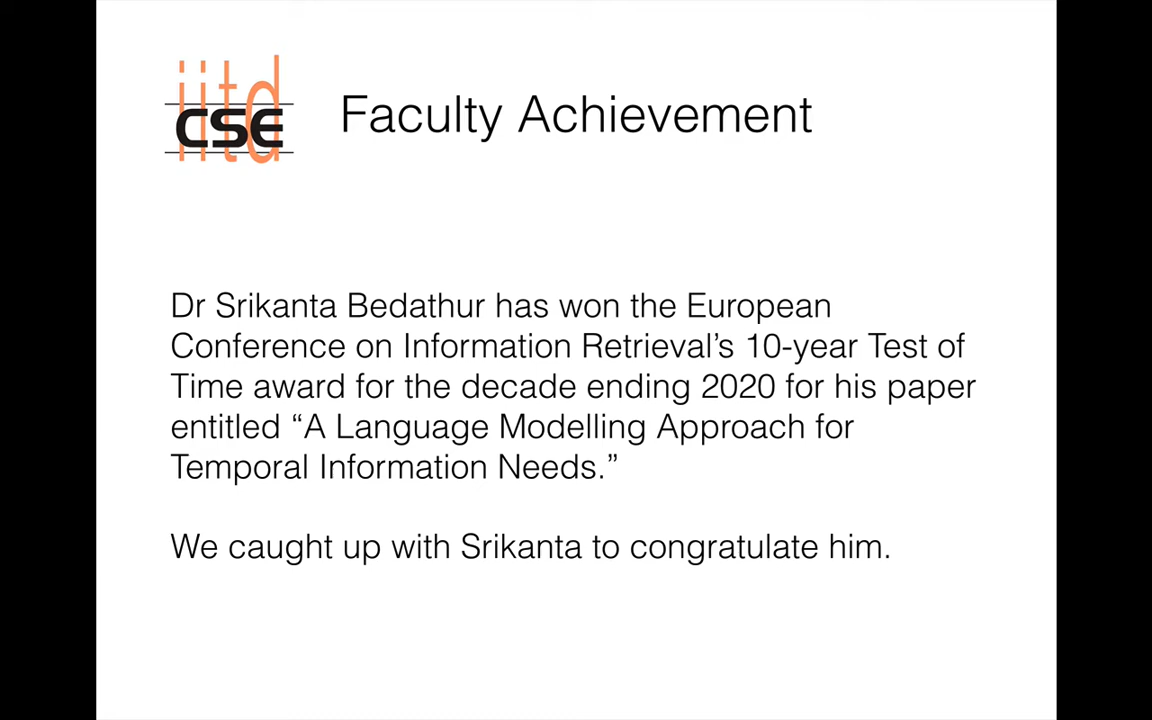 iitd
CSE
Faculty Achievement
Dr Srikanta Bedathur has won the European
Conference on Information Retrieval’s 10-year Test of
Time award for the decade ending 2020 for his paper
entitled “A Language Modelling Approach for
Temporal Information Needs.”
We caught up with Srikanta to congratulate him.